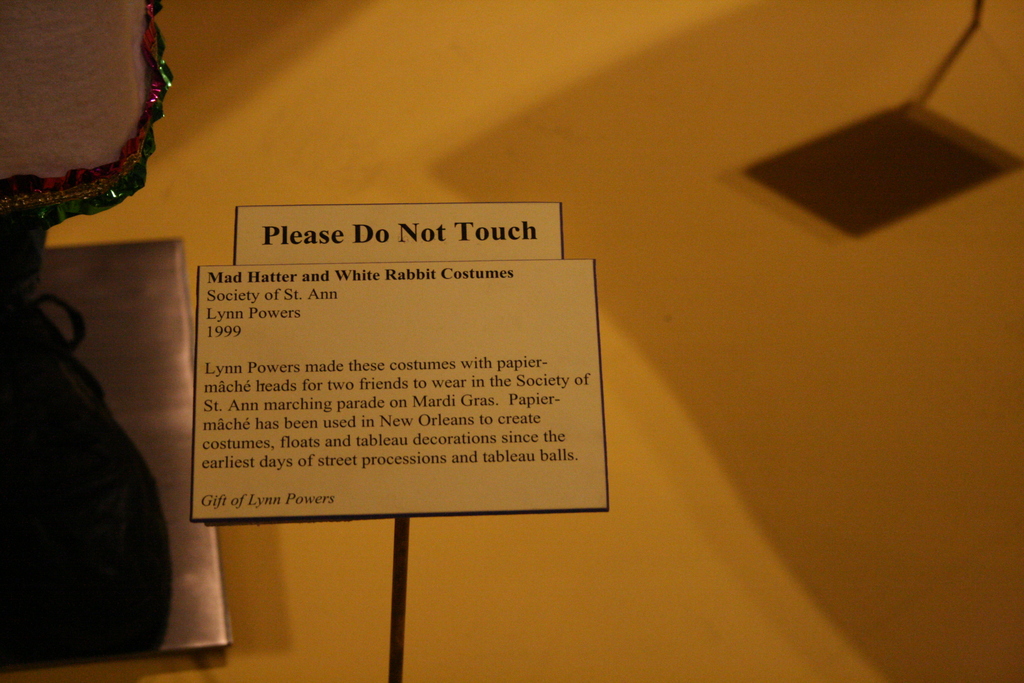 Please Do Not Touch
Mad Hatter and White Rabbit Costumes
Society of St. Ann
Lynn Powers
1999
Lynn Powers made these costumes with papier-
mâché heads for two friends to wear in the Society of
St. Ann marching parade on Mardi Gras.  Papier-
mâché has been used in New Orleans to create
costumes, floats and tableau decorations since the
earliest days of street processions and tableau balls.
Gift of Lynn Powers